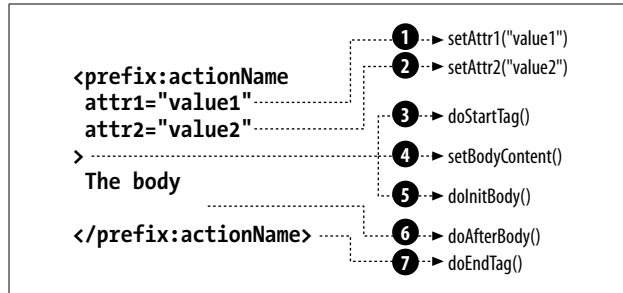 1 setAttr1("value1")
2 setAttr2("value2")
<prefix:actionName
attr1="value1"
attr2="value2"
3 doStartTag()
> 4 setBodyContent()
The body
5 doInitBody()
6 doAfterBody()
</prefix:actionName>
7 doEndTag()